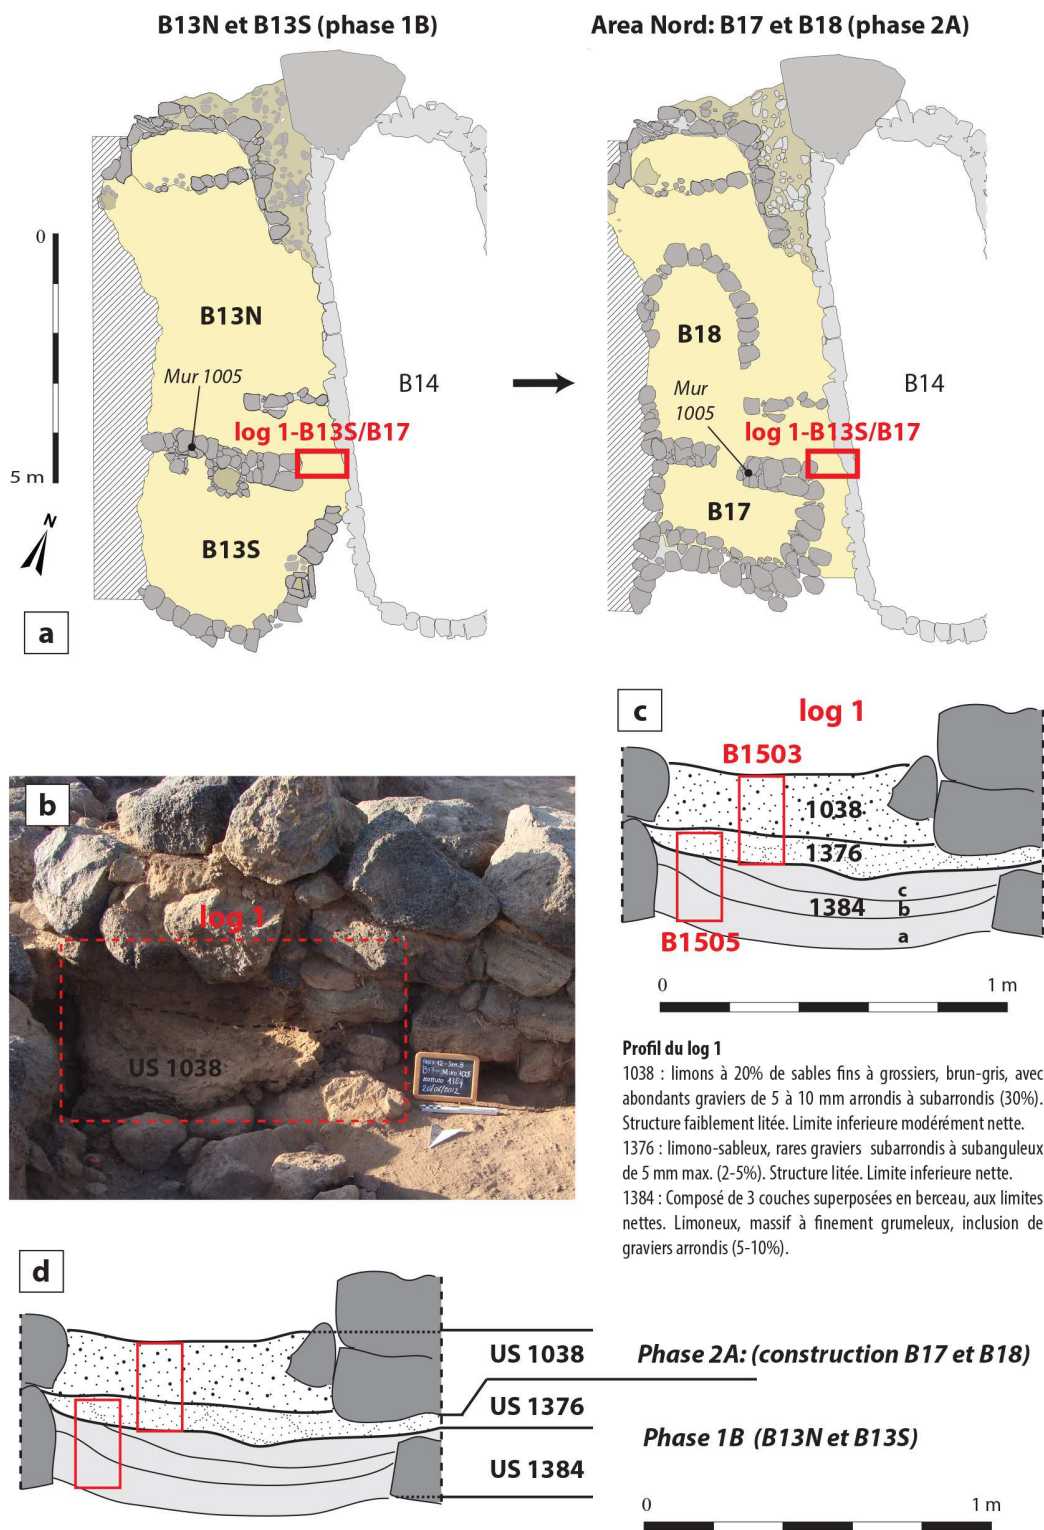 B13N et B13S (phase 1B)
Area Nord: B17 et B18 (phase 2A)
0
5 m
N
a
B13N
Mur 1005
B14
log 1-B13S/B17
B13S
B18
Mur
1005
B14
log 1-B13S/B17
B17
b
log 1
US 1038
B13-Muro 1005
20/06/2012
c
log 1
B1503
1038
1376
c
1384
b
a
B1505
0
1 m
Profil du log 1
1038 : limons à 20% de sables fins à grossiers, brun-gris, avec
abondants graviers de 5 à 10 mm arrondis à subarrondis (30%).
Structure faiblement litée. Limite inferieure modérément nette.
1376 : limono-sableux, rares graviers subarrondis à subanguleux
de 5 mm max. (2-5%). Structure litée. Limite inferieure nette.
1384 : Composé de 3 couches superposées en berceau, aux limites
nettes. Limoneux, massif à finement grumeleux, inclusion de
graviers arrondis (5-10%).
d
US 1038
Phase 2A: (construction B17 et B18)
US 1376
Phase 1B (B13N et B13S)
US 1384
0
1 m